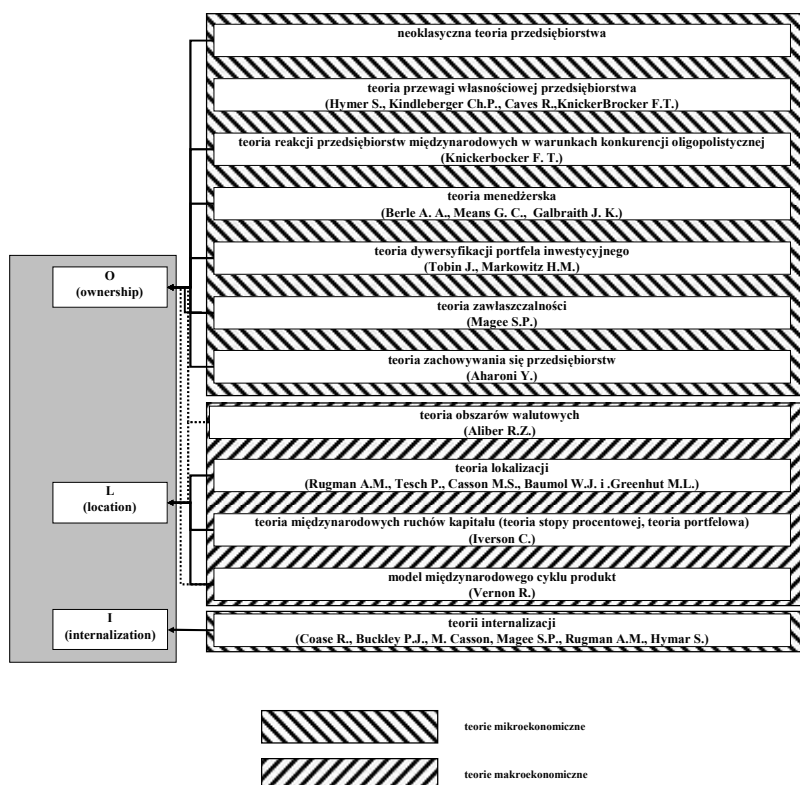 neoklasyczna teoria przedsiębiorstwa
teoria przewagi własnościowej przedsiębiorstwa
(Hymer S., Kindleberger Ch.P., Caves R.,KnickerBrocker F.T.)
teoria reakcji przedsiębiorstw międzynarodowych w warunkach konkurencji oligopolistycznej
(Knickerbocker F. T.)
teoria menedżerska
(Berle A. A., Means G. C., Galbraith J. K.)
teoria dywersyfikacji portfela inwestycyjnego
(Tobin J., Markowitz H.M.)
O
(ownership)
teoria zawłaszczalności
(Magee S.P.)
teoria zachowywania się przedsiębiorstw
(Aharoni Y.)
teoria obszarów walutowych
(Aliber R.Z.)
teoria lokalizacji
(Rugman A.M., Tesch P., Casson M.S., Baumol W.J. i .Greenhut M.L.)
L
(location)
teoria międzynarodowych ruchów kapitału (teoria stopy procentowej, teoria portfelowa)
(Iverson C.)
model międzynarodowego cyklu produkt
(Vernon R.)
I
(internalization)
teorii internalizacji
(Coase R., Buckley P.J., M. Casson, Magee S.P., Rugman A.M., Hymar S.)
teorie mikroekonomiczne
teorie makroekonomiczne